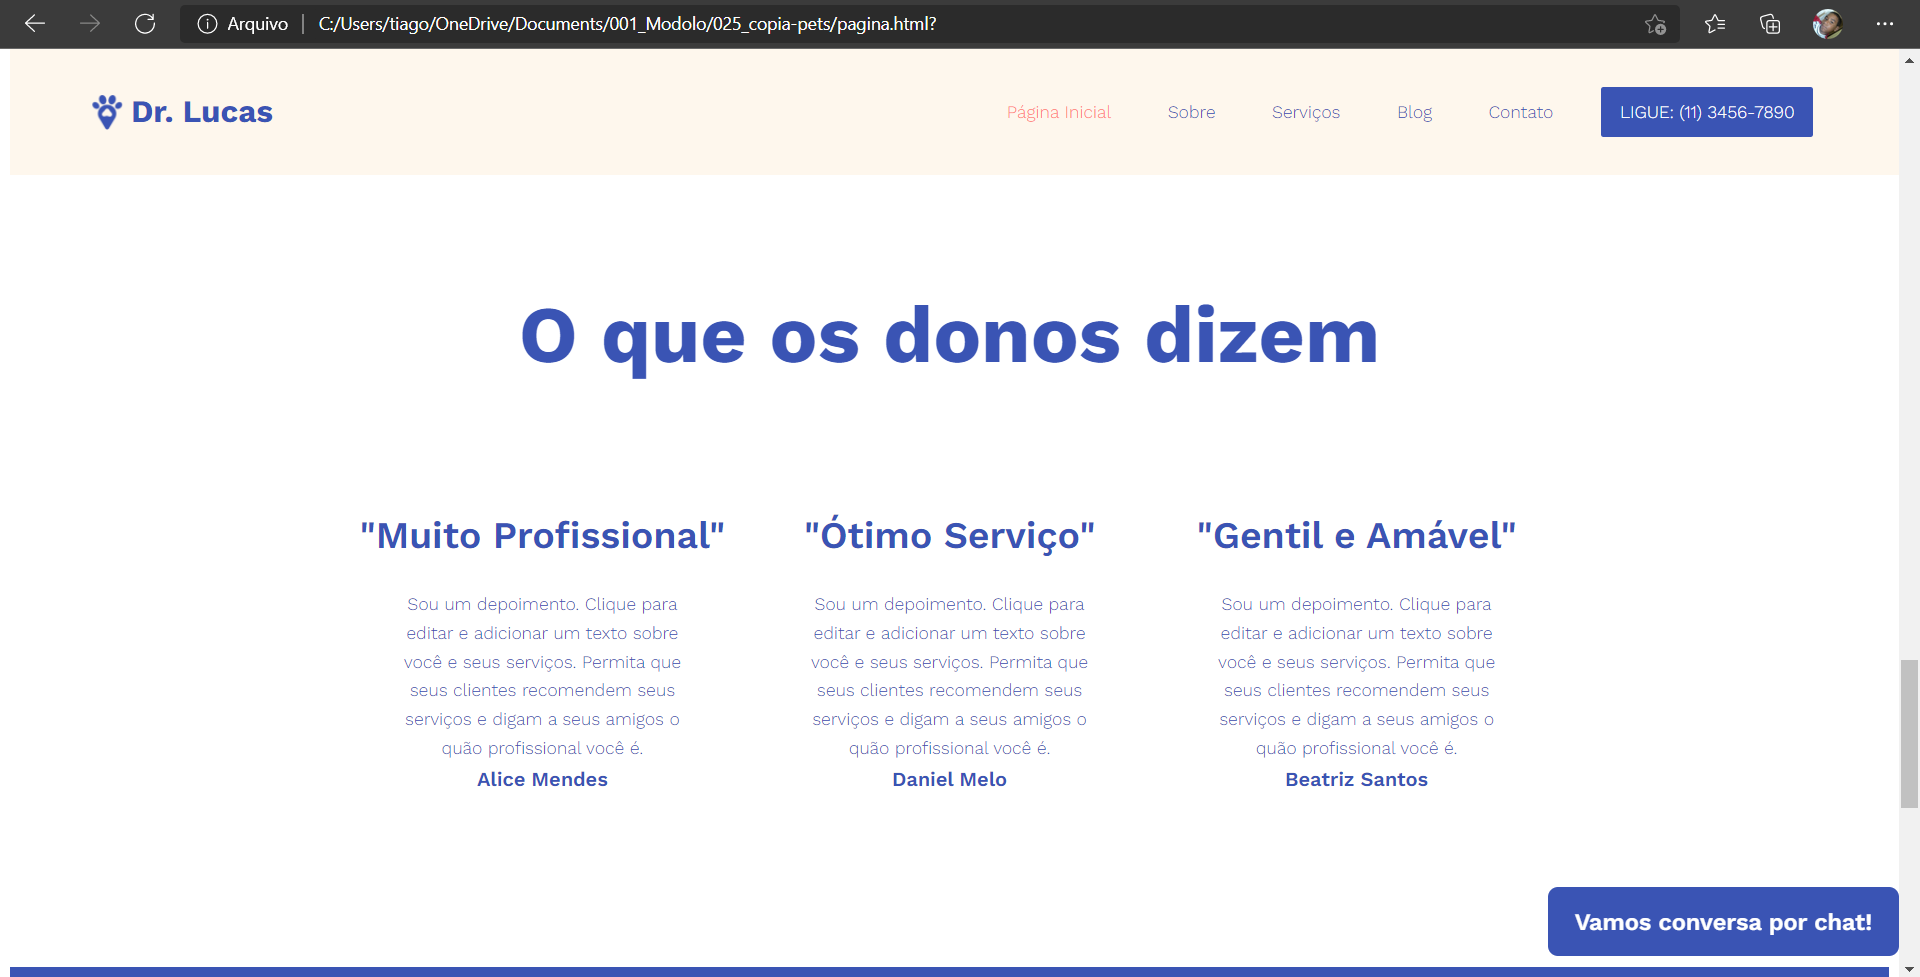 Arquivo C:/Users/tiago/OneDrive/Documents/001_Modolo/025_copia-pets/pagina.html?
Dr. Lucas
Página Inicial Sobre Serviços Blog Contato LIGUE: (11) 3456-7890
O que os donos dizem
"Muito Profissional"
Sou um depoimento. Clique para
editar e adicionar um texto sobre
você e seus serviços. Permita que
seus clientes recomendem seus
serviços e digam a seus amigos o
quão profissional você é.
Alice Mendes
"Ótimo Serviço"
Sou um depoimento. Clique para
editar e adicionar um texto sobre
você e seus serviços. Permita que
seus clientes recomendem seus
serviços e digam a seus amigos o
quão profissional você é.
Daniel Melo
"Gentil e Amável"
Sou um depoimento. Clique para
editar e adicionar um texto sobre
você e seus serviços. Permita que
seus clientes recomendem seus
serviços e digam a seus amigos o
quão profissional você é.
Beatriz Santos
Vamos conversa por chat!